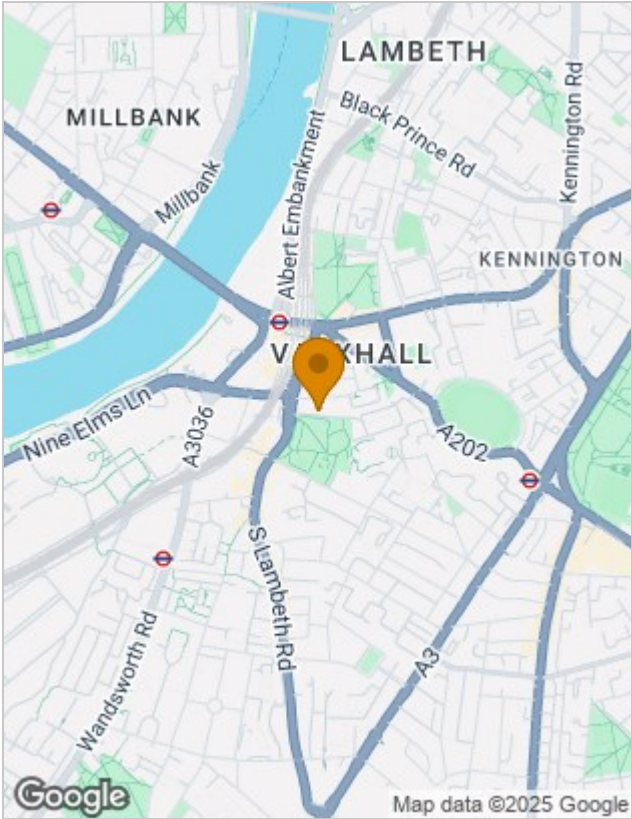 LAMBETH
MILLBANK
Black Prince Rd
Kennington Rd
Millbank
Albert Embankment
KENNINGTON
V XHALL
Nine Elms Ln
A3036
A202
S Lambeth Rd
A3
Wandsworth Rd
Google
Map data ©2025 Google